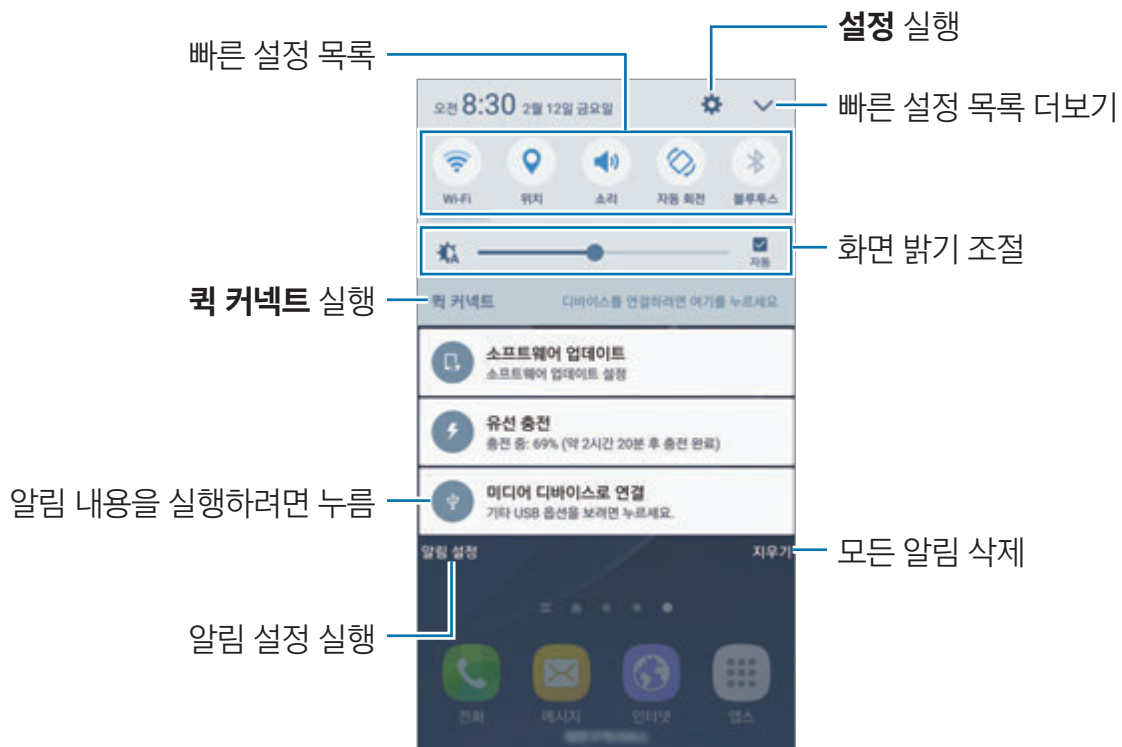 설정 실행
빠른 설정 목록
오전 8:30 2월 12일 금요일
빠른 설정 목록 더보기
Wi-Fi 위치 소리 자동 회전 블루투스
화면 밝기 조절
자동
퀵 커넥트 실행
퀵 커넥트 디바이스를 연결하려면 여기를 누르세요
소프트웨어 업데이트
소프트웨어 업데이트 설정
유선 충전
충전 중: 69% (약 2시간 20분 후 충전 완료)
미디어 디바이스로 연결
알림 내용을 실행하려면 누름
기타 USB 옵션을 보려면 누르세요.
알림 설정 지우기
모든 알림 삭제
알림 설정 실행
전화 메시지 인터넷 앱스